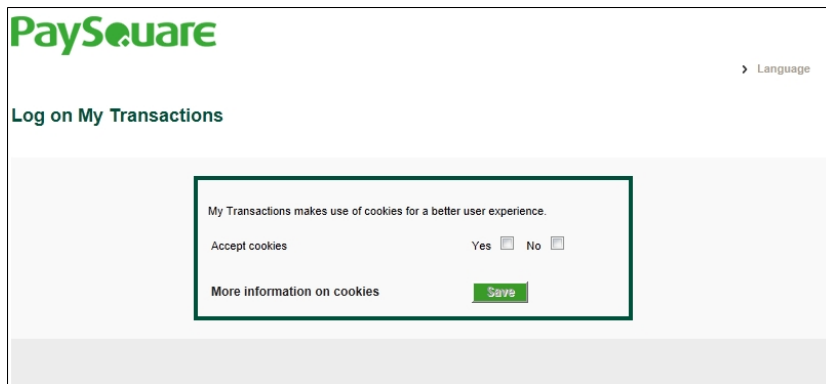 PaySquare
Language
Log on My Transactions
My Transactions makes use of cookies for a better user experience.
Accept cookies Yes No
More information on cookies Save